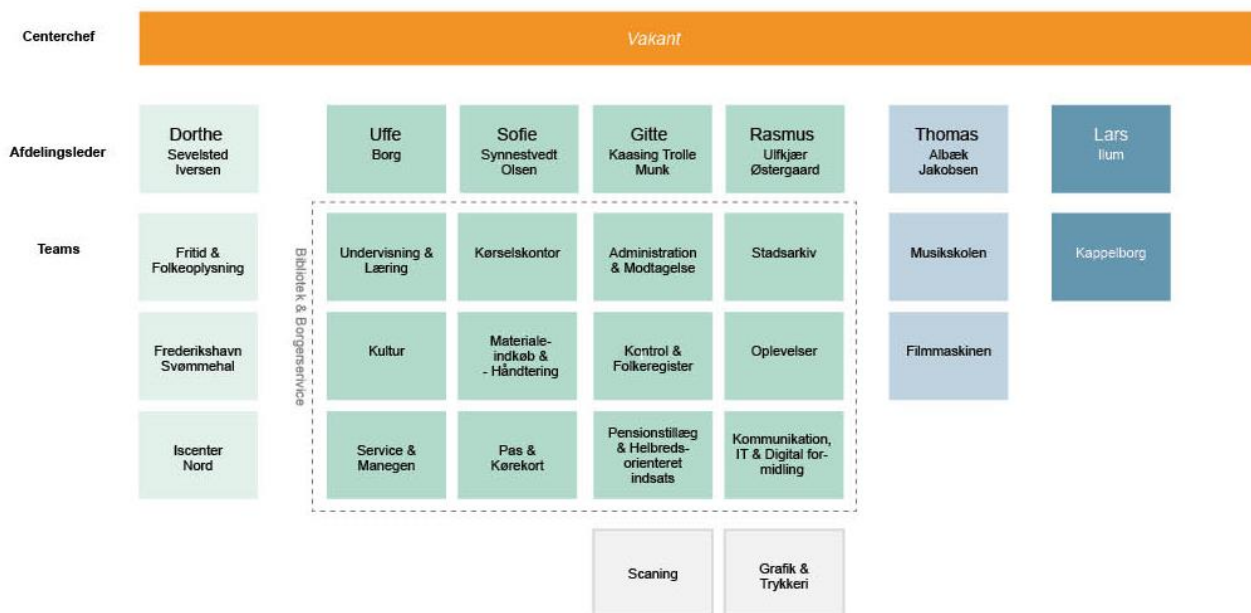 Centerchef
Vakant
Afdelingsleder
Dorthe
Sevelsted
Iversen
Uffe
Borg
Sofie
Synnestvedt
Olsen
Gitte
Kaasing Trolle
Munk
Rasmus
Ulfkjær
Østergaard
Thomas
Albæk
Jakobsen
Lars
Ilum
Teams
Bibliotek & Borgerserivice
Fritid &
Folkeoplysning
Undervisning &
Læring
Kørselskontor
Administration
& Modtagelse
Stadsarkiv
Musikskolen
Kappelborg
Frederikshavn
Svømmehal
Kultur
Materiale-
indkøb &
- Håndtering
Kontrol &
Folkeregister
Oplevelser
Filmmaskinen
Iscenter
Nord
Service &
Manegen
Pas &
Kørekort
Pensionstillæg
& Helbreds-
orienteret
indsats
Kommunikation,
IT & Digital for-
midling
Scaning
Grafik &
Trykkeri